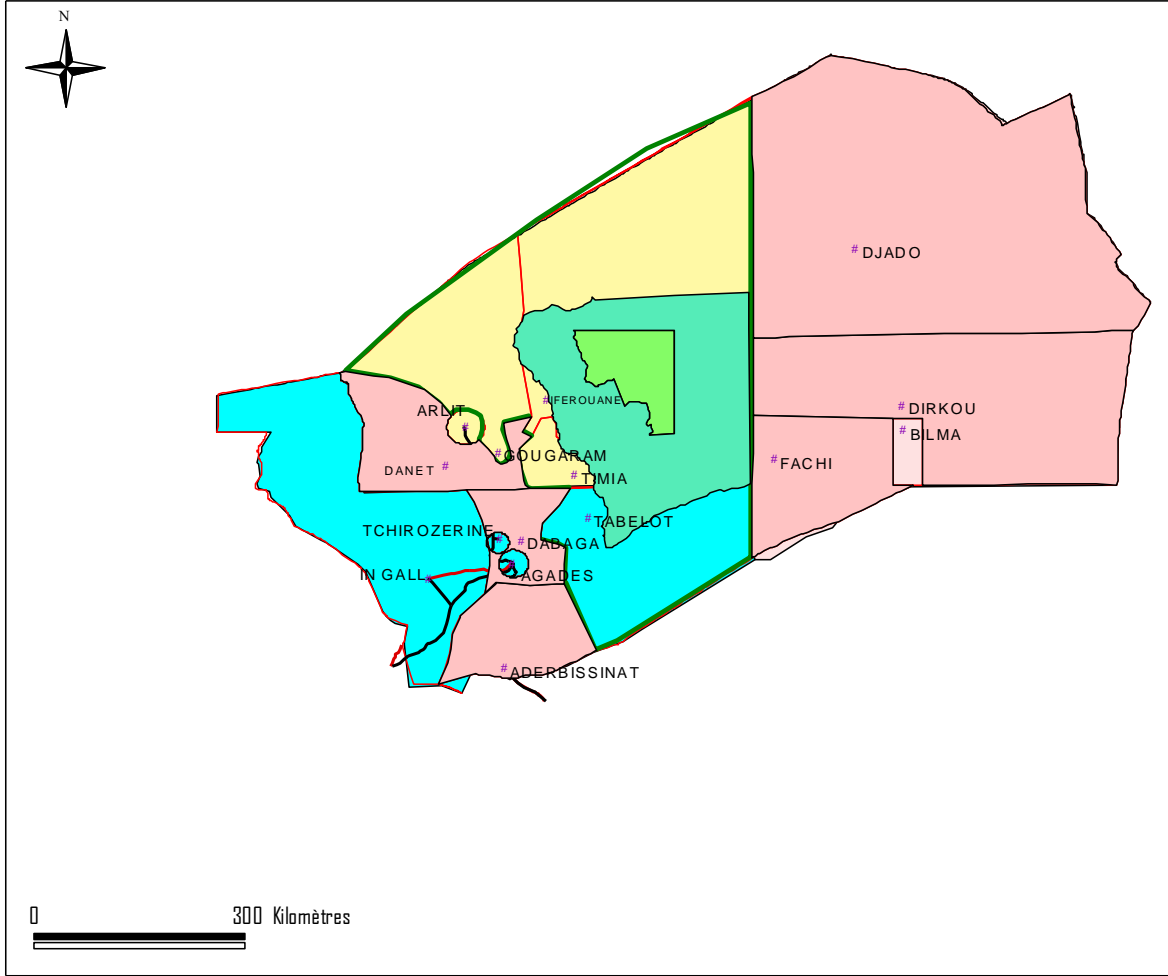 N
# DJADO
# IFEROUANE
ARLIT #
# DIRKOU
# BILMA
# GOUGARAM
# FACHI
DANET #
# TIMIA
# TABELOT
TCHIROZERINE #
# DABAGA
IN GALL #
# AGADES
# ADERBISSINAT
0 300 Kilomètres